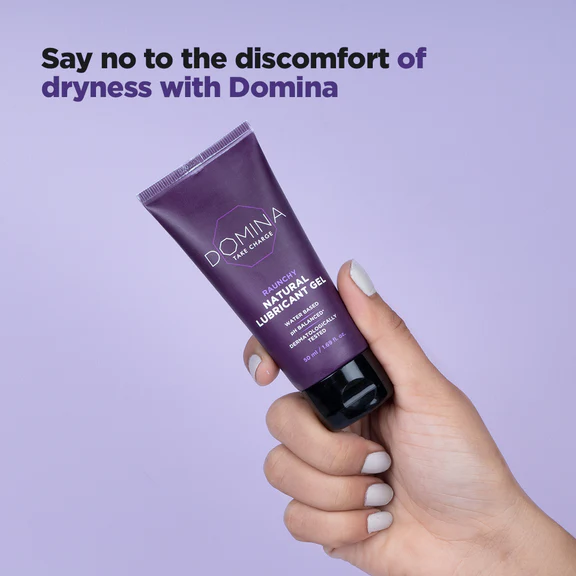 Say no to the discomfort of
dryness with Domina
DOMINA
TAKE CHARGE
RAUNCHY
NATURAL
LUBRICANT GEL
WATER BASED
pH BALANCED*
DERMATOLOGICALLY
TESTED
50 ml / 1.69 fl. oz.